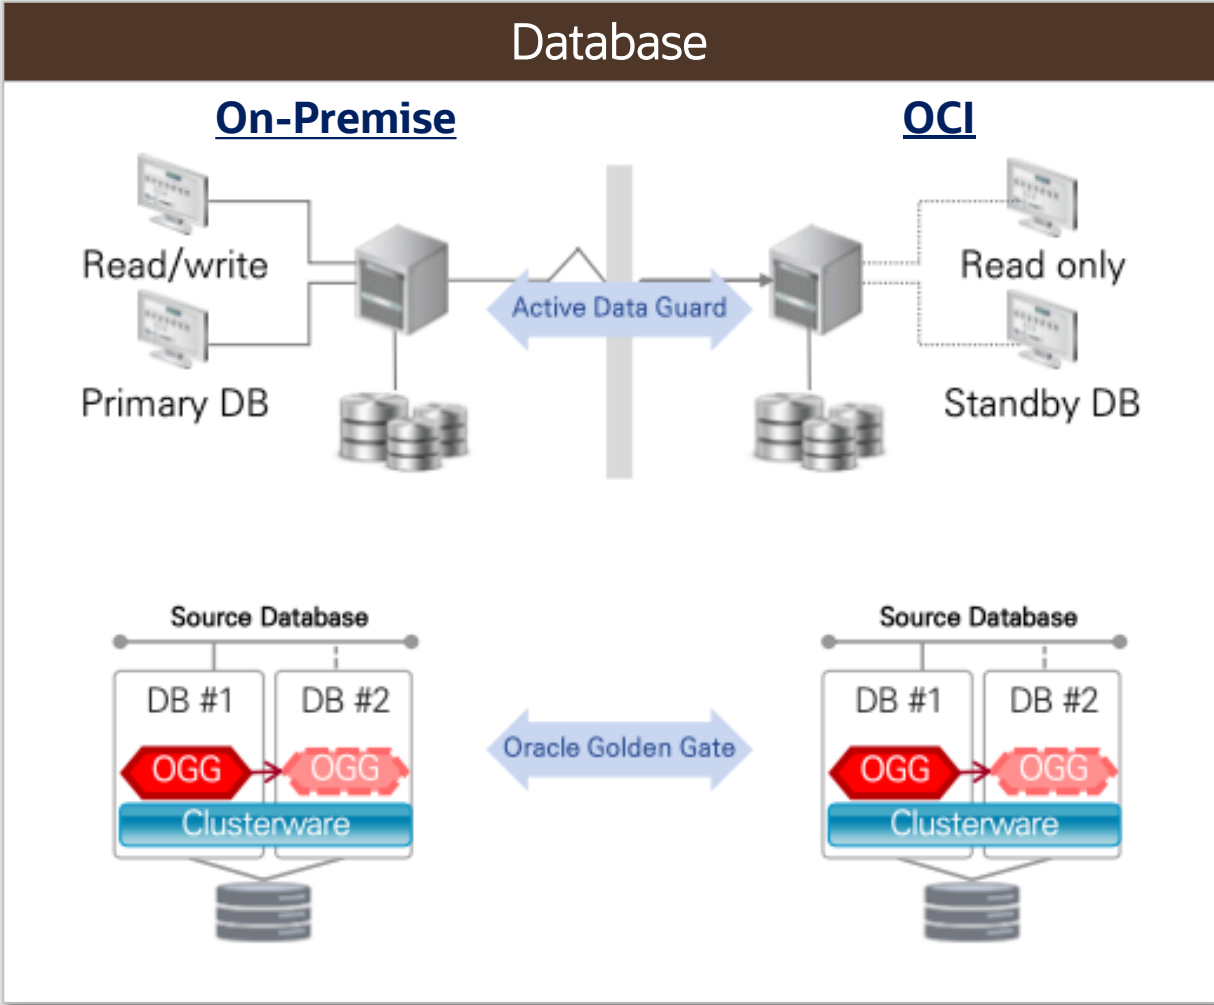 Database
On-Premise
OCI
Read/write
Read only
Active Data Guard
Primary DB
Standby DB
Source Database
Source Database
DB #1
DB #2
DB #1
DB #2
Oracle Golden Gate
OGG
OGG
OGG
OGG
Clusterware
Clusterware